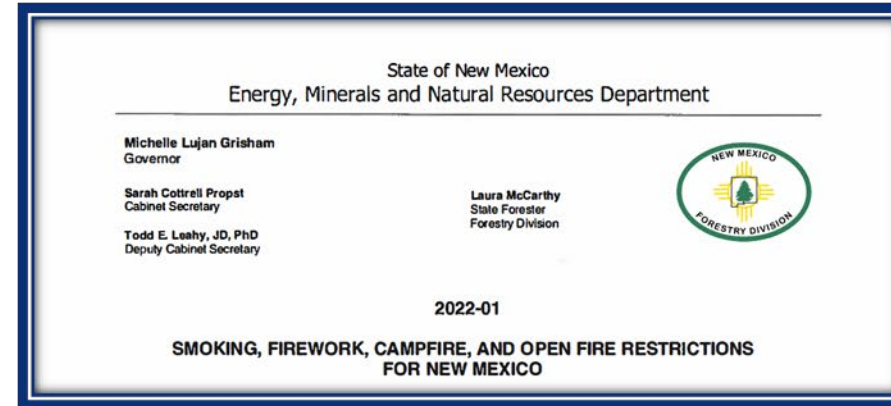 State of New Mexico
Energy, Minerals and Natural Resources Department
Michelle Lujan Grisham
Governor
Sarah Cottrell Propst
Cabinet Secretary
Todd E. Leahy, JD, PhD
Deputy Cabinet Secretary
Laura McCarthy
State Forester
Forestry Division
NEW MEXICO
FORESTRY DIVISION
2022-01
SMOKING, FIREWORK, CAMPFIRE, AND OPEN FIRE RESTRICTIONS
FOR NEW MEXICO